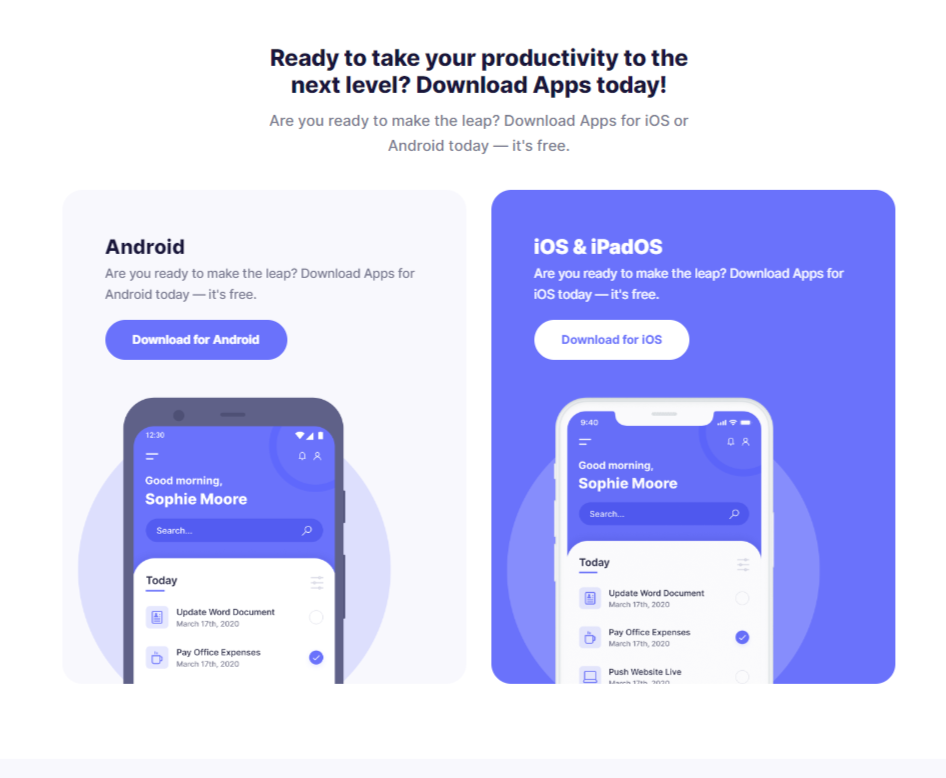 Ready to take your productivity to the
next level? Download Apps today!
Are you ready to make the leap? Download Apps for iOS or
Android today — it's free.
Android
Are you ready to make the leap? Download Apps for
Android today — it's free.
Download for Android
12:30
Good morning,
Sophie Moore
Search...
Today
Update Word Document
March 17th, 2020
Pay Office Expenses
March 17th, 2020
iOS & iPadOS
Are you ready to make the leap? Download Apps for
iOS today — it's free.
Download for iOS
9:40
Good morning,
Sophie Moore
Search...
Today
Update Word Document
March 17th, 2020
Pay Office Expenses
March 17th, 2020
Push Website Live
March 17th, 2020